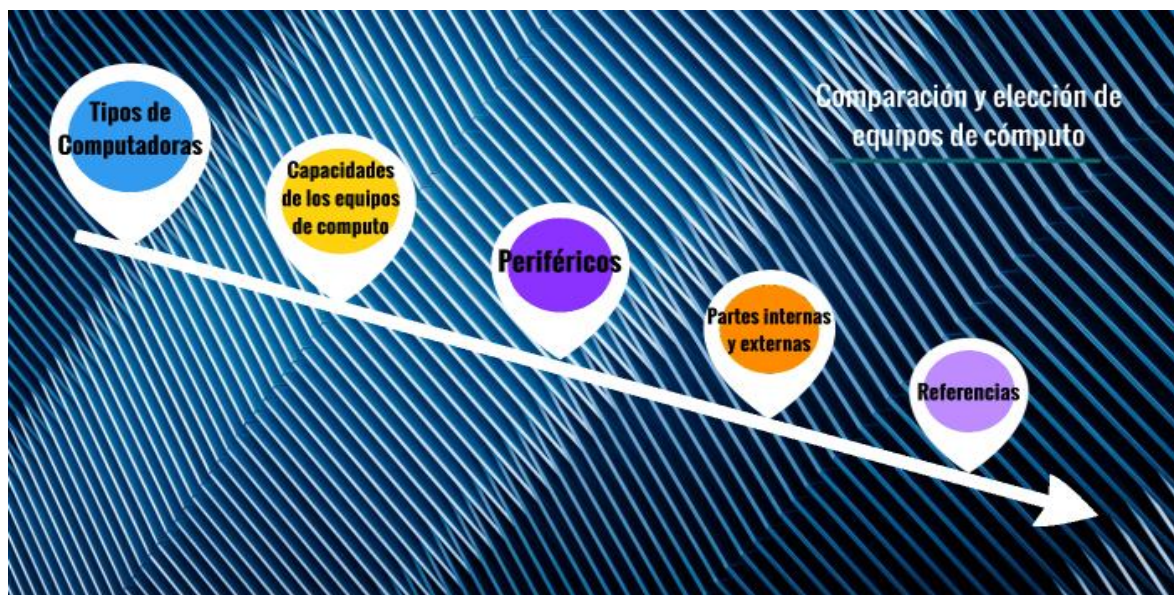 Comparación y elección de
equipos de cómputo
Tipos de
Computadoras
Capacidades
de los equipos
de computo
Periféricos
Partes internas
y externas
Referencias